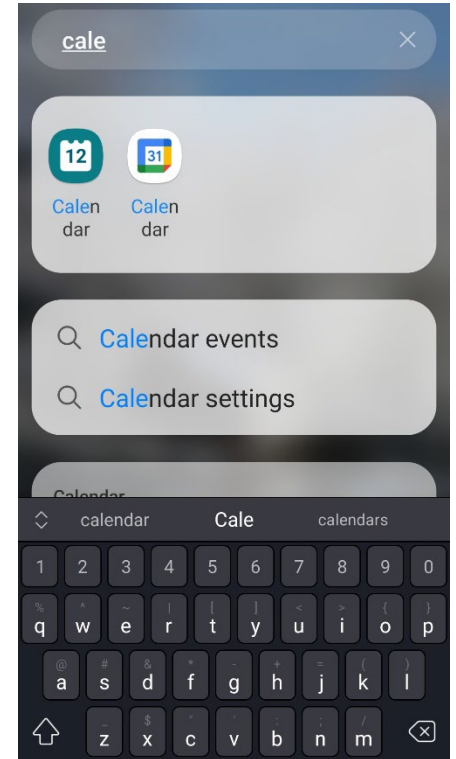 cale
12
31
Calen
dar
Calen
dar
Calendar events
Calendar settings
Calendar
calendar Cale calendars
1 2 3 4 5 6 7 8 9 0
% ^ ~ | [ ] < > { }
q w e r t y u i o p
@ # & * - + = ( )
a s d f g h j k l
_ $ " ' : ; /
z x c v b n m